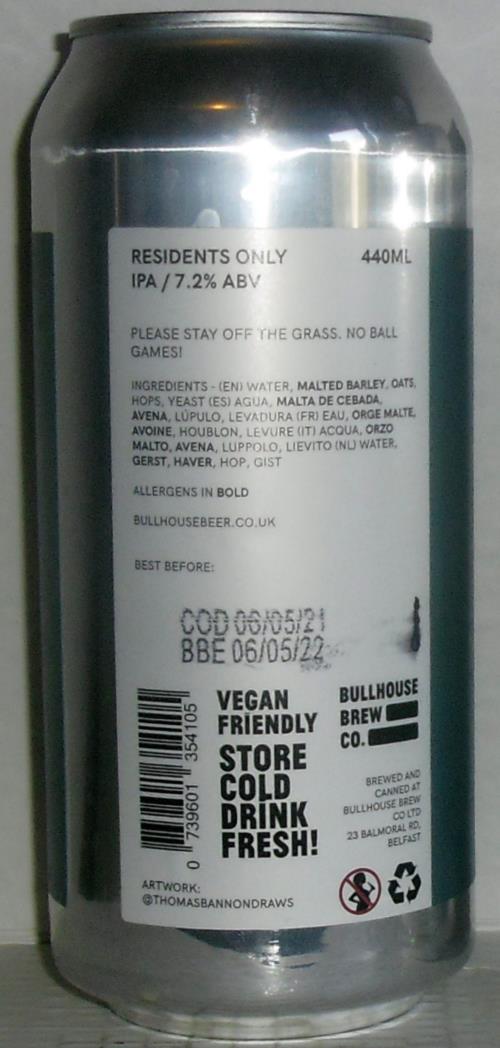 RESIDENTS ONLY 440ML
IPA / 7.2% ABV
PLEASE STAY OFF THE GRASS. NO BALL
GAMES!
INGREDIENTS - (EN) WATER, MALTED BARLEY, OATS,
HOPS, YEAST (ES) AGUA, MALTA DE CEBADA,
AVENA, LÚPULO, LEVADURA (FR) EAU, ORGE MALTE,
AVOINE, HOUBLON, LEVURE (IT) ACQUA, ORZO
MALTO, AVENA, LUPPOLO, LIEVITO (NL) WATER,
GERST, HAVER, HOP, GIST
ALLERGENS IN BOLD
BULLHOUSEBEER.CO.UK
BEST BEFORE:
COD 06/05/21
BBE 06/05/22
0 739601 354105
VEGAN
FRIENDLY
STORE
COLD
DRINK
FRESH!
BULLHOUSE
BREW
CO.
BREWED AND
CANNED AT
BULLHOUSE BREW
CO LTD
23 BALMORAL RD,
BELFAST
ARTWORK:
@THOMASBANNONDRAWS